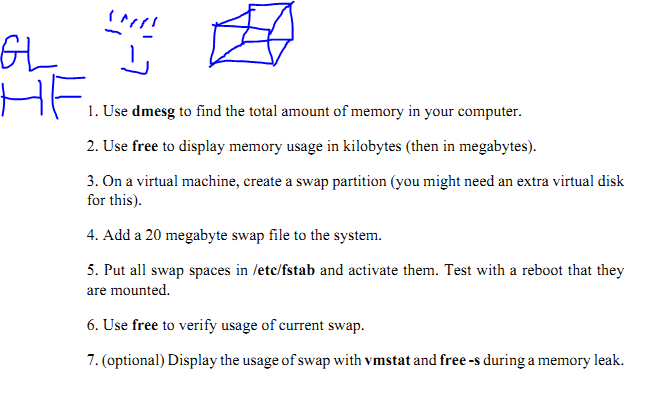 GL
HF
1. Use dmesg to find the total amount of memory in your computer.
2. Use free to display memory usage in kilobytes (then in megabytes).
3. On a virtual machine, create a swap partition (you might need an extra virtual disk
for this).
4. Add a 20 megabyte swap file to the system.
5. Put all swap spaces in /etc/fstab and activate them. Test with a reboot that they
are mounted.
6. Use free to verify usage of current swap.
7. (optional) Display the usage of swap with vmstat and free -s during a memory leak.